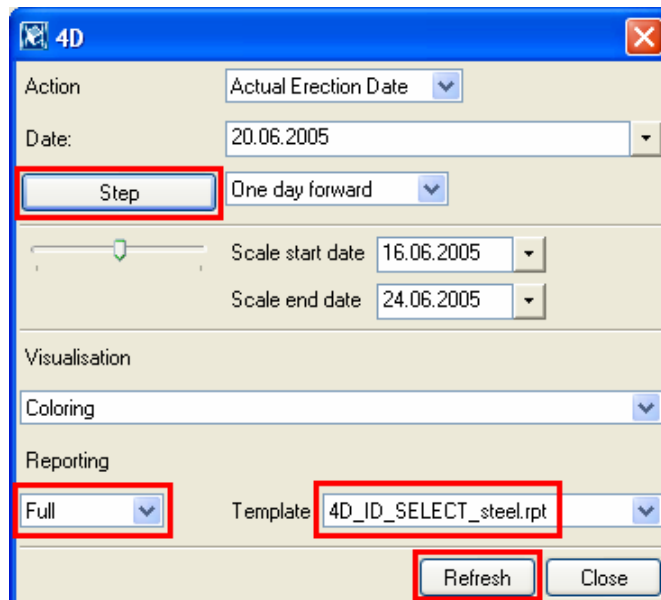 4D
Action Actual Erection Date
Date: 20.06.2005
Step One day forward
Scale start date 16.06.2005
Scale end date 24.06.2005
Visualisation
Coloring
Reporting
Full Template 4D_ID_SELECT_steel.rpt
Refresh Close